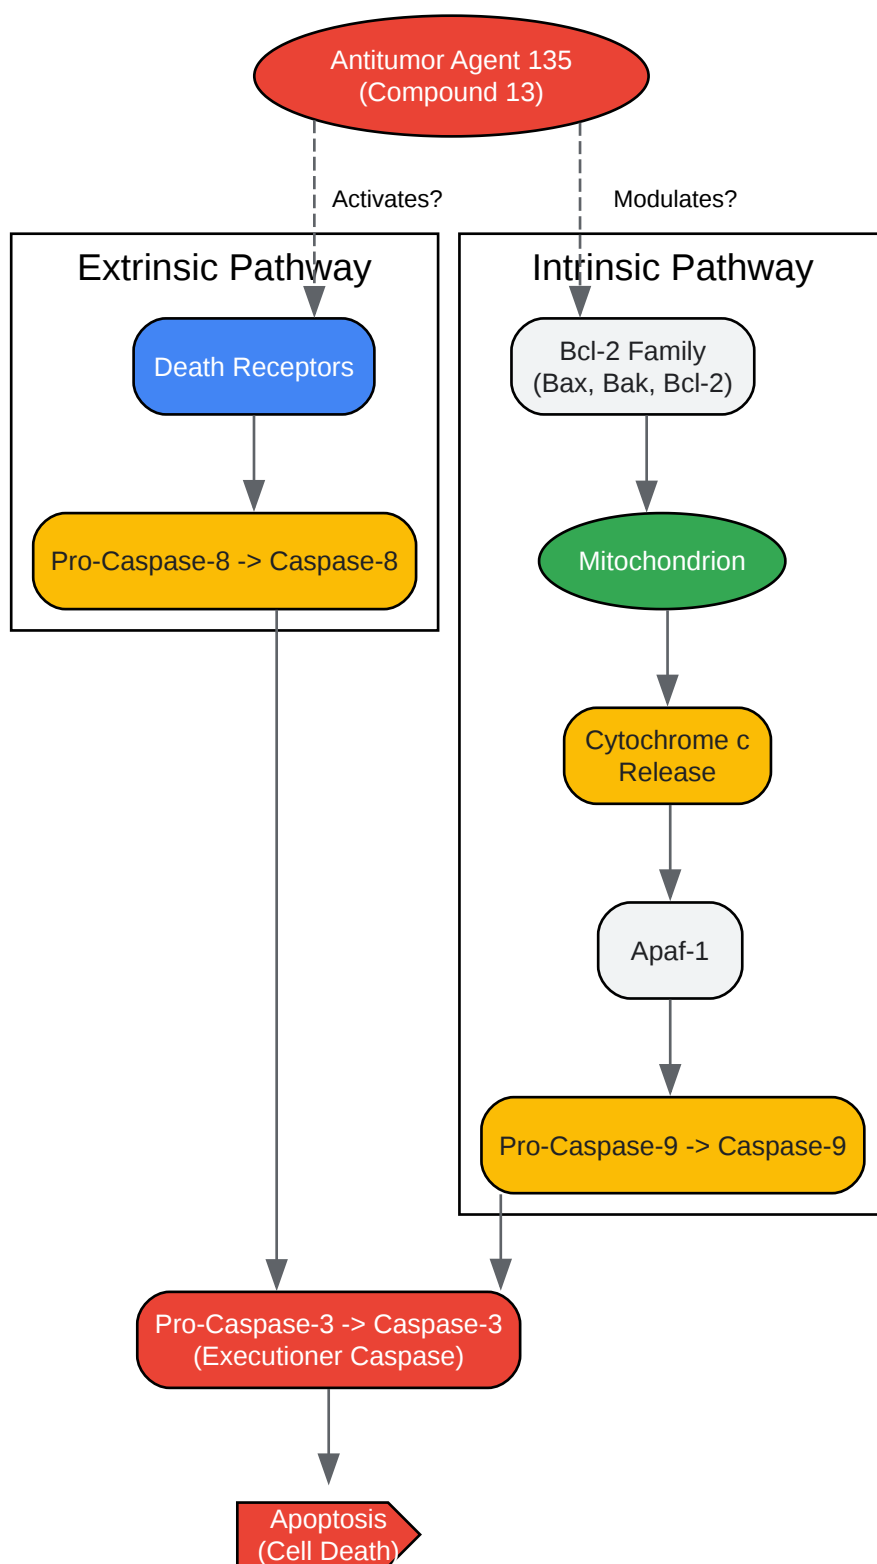 Antitumor Agent 135
(Compound 13)
Activates?
Modulates?
Extrinsic Pathway
Intrinsic Pathway
Death Receptors
Bcl-2 Family
(Bax, Bak, Bcl-2)
Pro-Caspase-8 -> Caspase-8
Mitochondrion
Cytochrome c
Release
Apaf-1
Pro-Caspase-9 -> Caspase-9
Pro-Caspase-3 -> Caspase-3
(Executioner Caspase)
Apoptosis
(Cell Death)